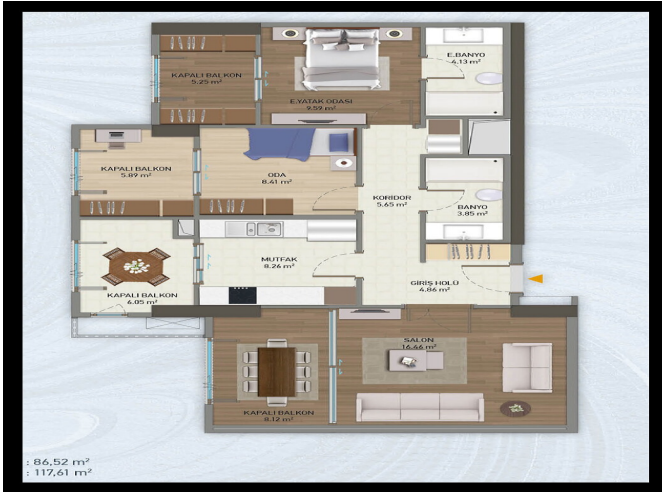 KAPALI BALKON
5.25 m²
E.YATAK ODASI
9.59 m²
E.BANYO
4.13 m²
KAPALI BALKON
5.89 m²
ODA
8.41 m²
KORİDOR
5.65 m²
BANYO
3.85 m²
KAPALI BALKON
6.05 m²
MUTFAK
8.26 m²
GİRİŞ HOLÜ
4.86 m²
SALON
16.46 m²
KAPALI BALKON
8.12 m²
: 86,52 m²
: 117,61 m²